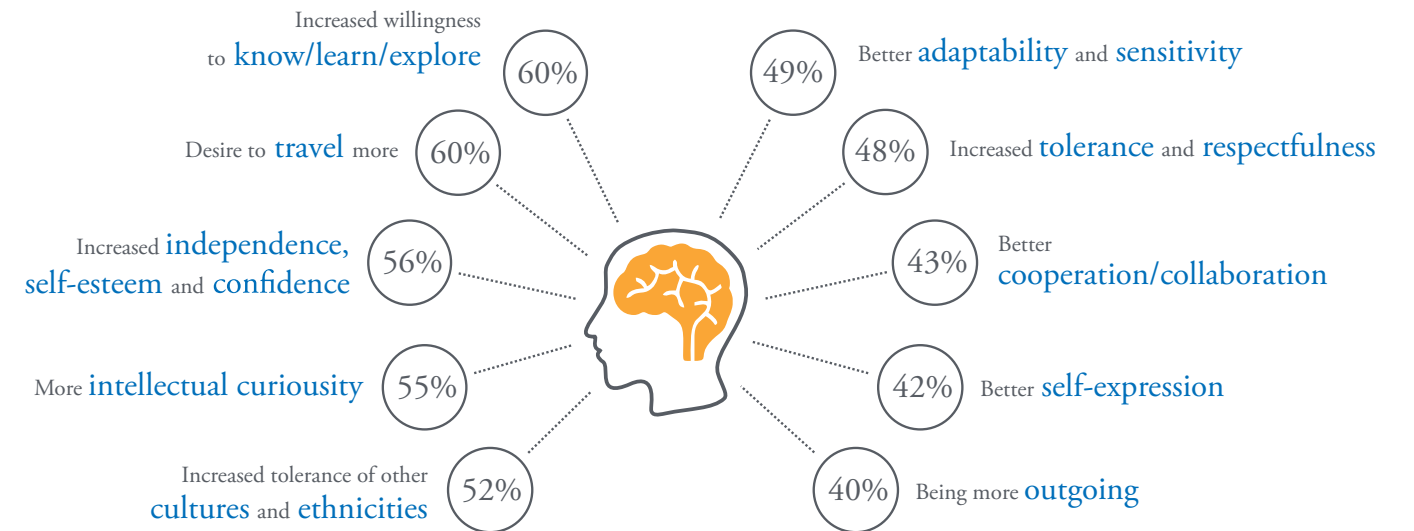 Increased willingness
to know/learn/explore
60%
Desire to travel more
60%
Increased independence,
self-esteem and confidence
56%
More intellectual curiousity
55%
Increased tolerance of other
cultures and ethnicities
52%
49%
Better adaptability and sensitivity
48%
Increased tolerance and respectfulness
43%
Better
cooperation/collaboration
42%
Better self-expression
40%
Being more outgoing